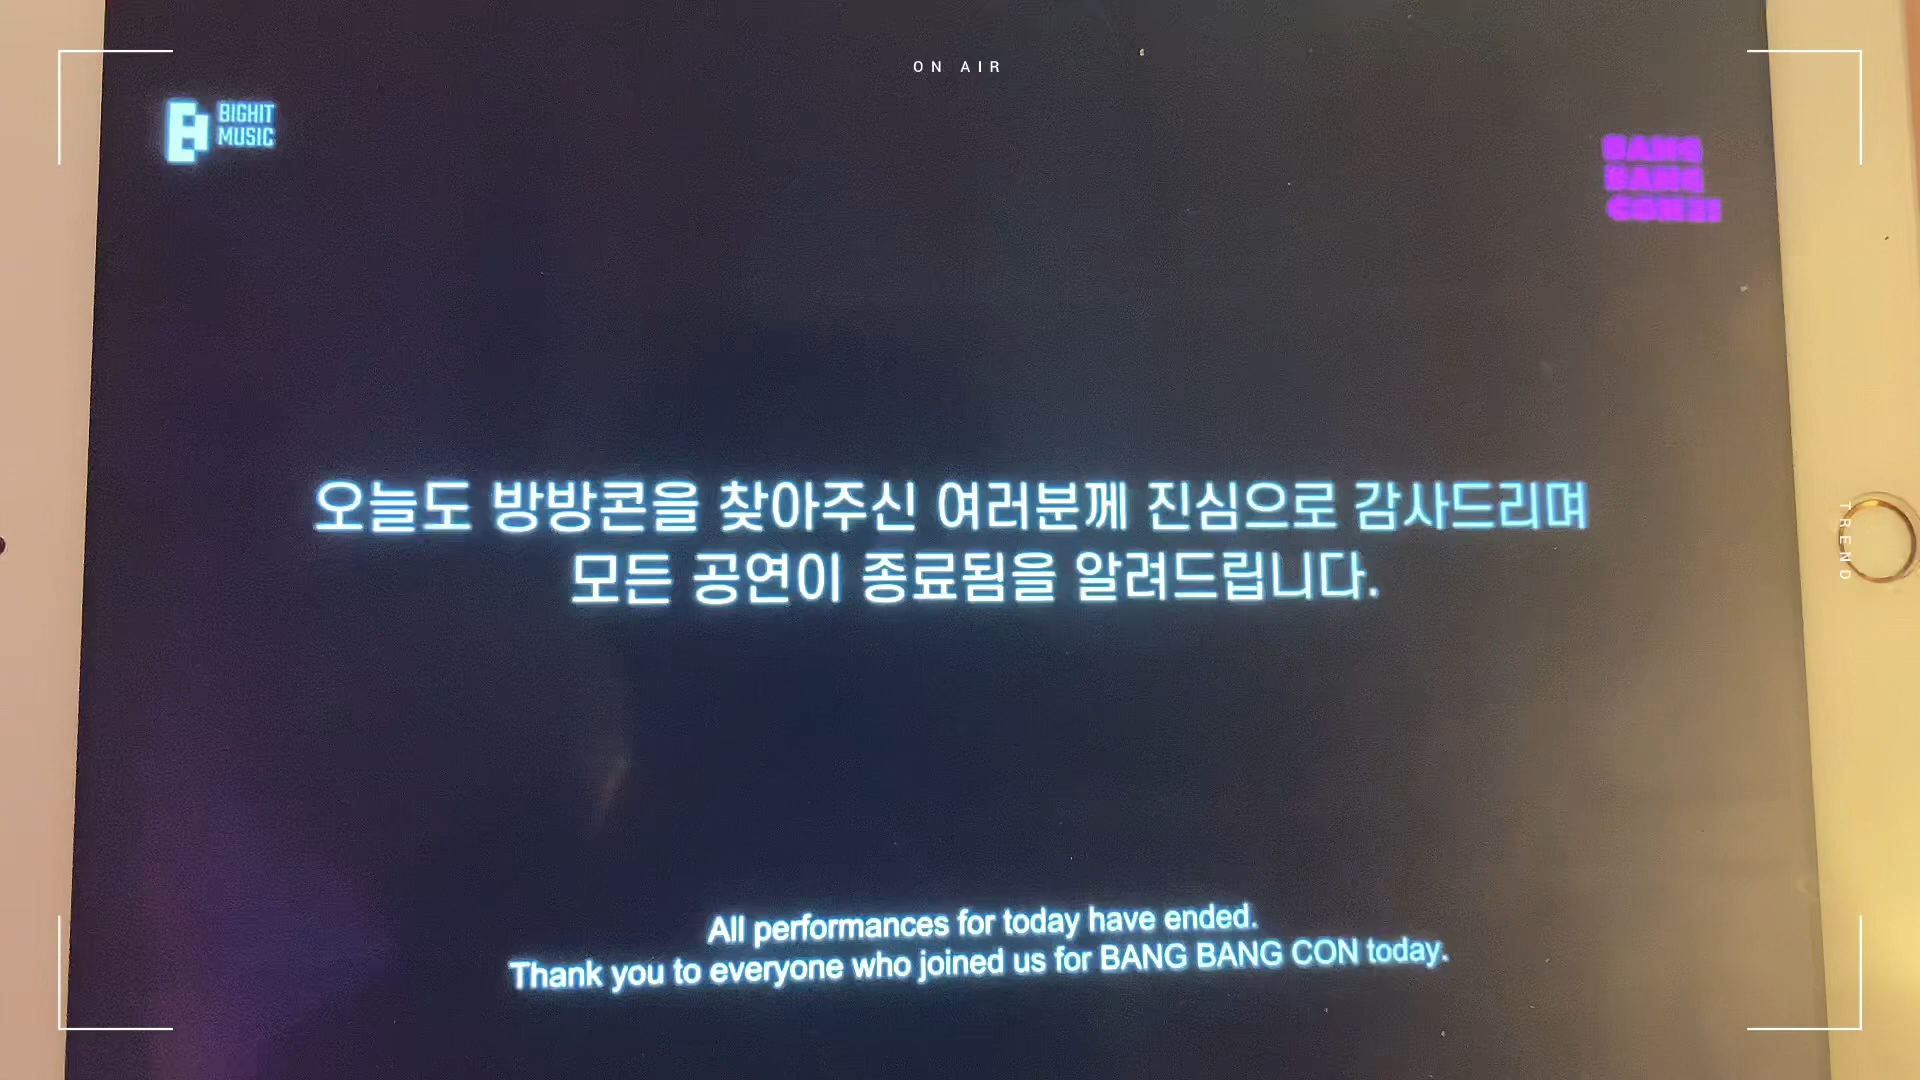 ON AIR
BIGHIT
MUSIC
BANG
BANG
CON21
오늘도 방방콘을 찾아주신 여러분께 진심으로 감사드리며
모든 공연이 종료됨을 알려드립니다.
TREND
All performances for today have ended.
Thank you to everyone who joined us for BANG BANG CON today.